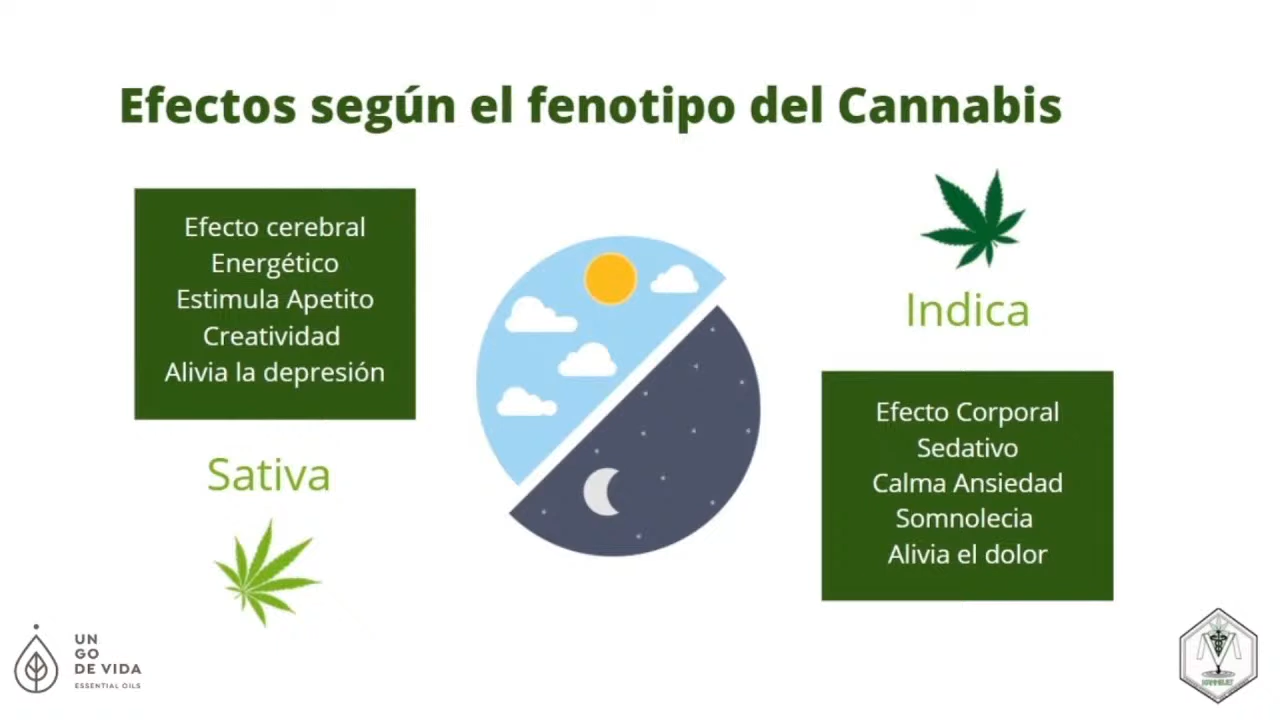 Efectos según el fenotipo del Cannabis
Efecto cerebral
Energético
Estimula Apetito
Creatividad
Alivia la depresión
Sativa
Indica
Efecto Corporal
Sedativo
Calma Ansiedad
Somnolecia
Alivia el dolor
UN
GO
DE VIDA
ESSENTIAL OILS